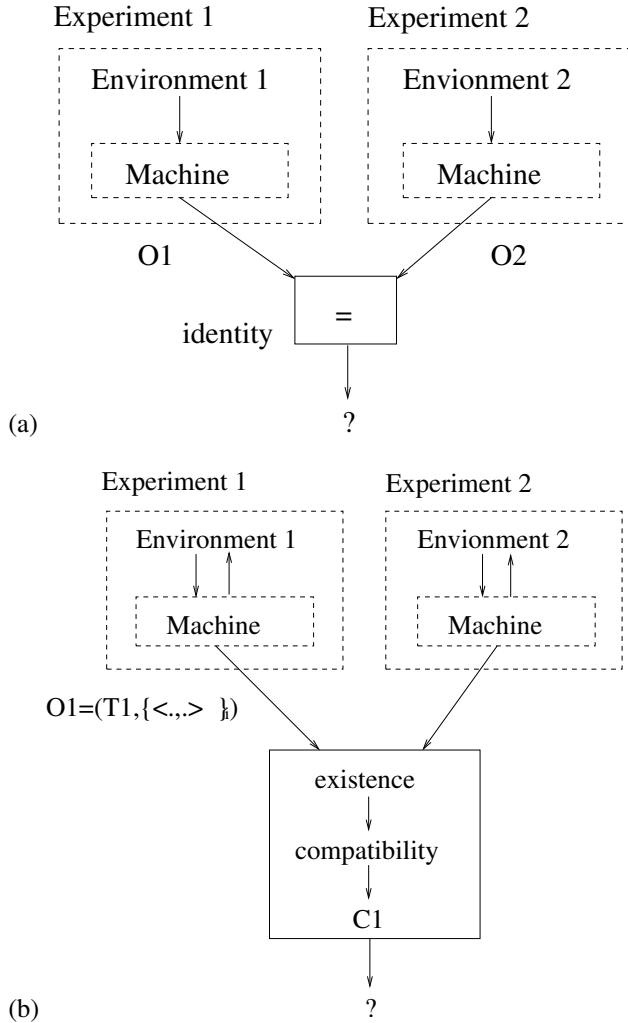 Experiment 1
Experiment 2
Environment 1
Envionment 2
Machine
Machine
O1
O2
identity
=
(a)
?
Experiment 1
Experiment 2
Environment 1
Envionment 2
Machine
Machine
O1=(T1,{<.,.> }i)
existence
compatibility
C1
(b)
?